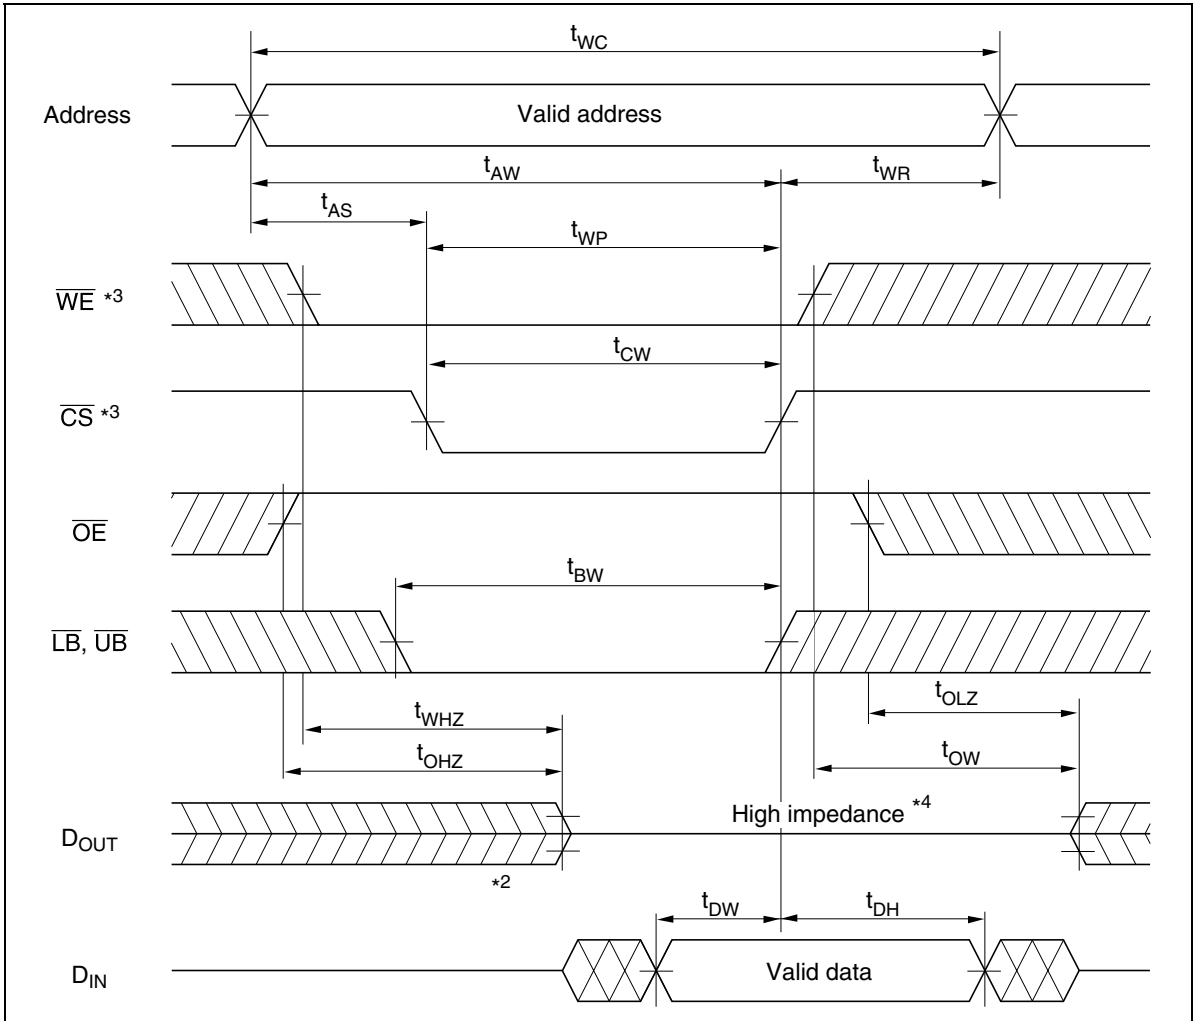 tWC
Address
Valid address
tAW
tWR
tAS
tWP
WE *3
tCW
CS *3
OE
tBW
LB, UB
tOLZ
tWHZ
tOHZ
tOW
High impedance *4
DOUT
*2
tDW
tDH
DIN
Valid data